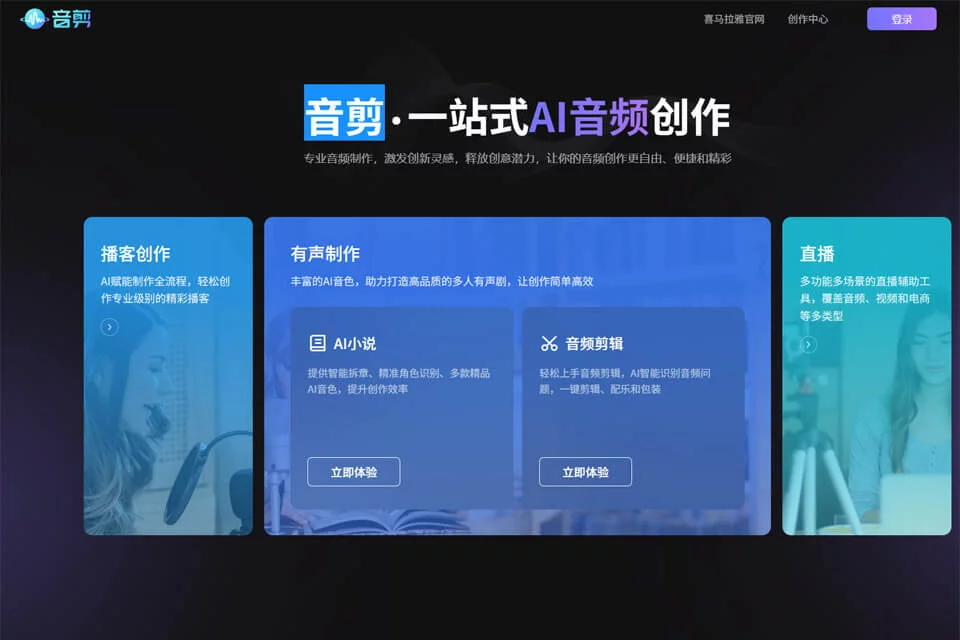 音剪
喜马拉雅官网
创作中心
登录
音剪·一站式AI音频创作
专业音频制作，激发创新灵感，释放创意潜力，让你的音频创作更自由、便捷和精彩
播客创作
AI赋能制作全流程，轻松创
作专业级别的精彩播客
有声制作
丰富的AI音色，助力打造高品质的多人有声剧，让创作简单高效
AI小说
提供智能拆章、精准角色识别、多款精品
AI音色，提升创作效率
立即体验
音频剪辑
轻松上手音频剪辑，AI智能识别音频问
题，一键剪辑、配乐和包装
立即体验
直播
多功能多场景的直播辅助工
具，覆盖音频、视频和电商
等多类型